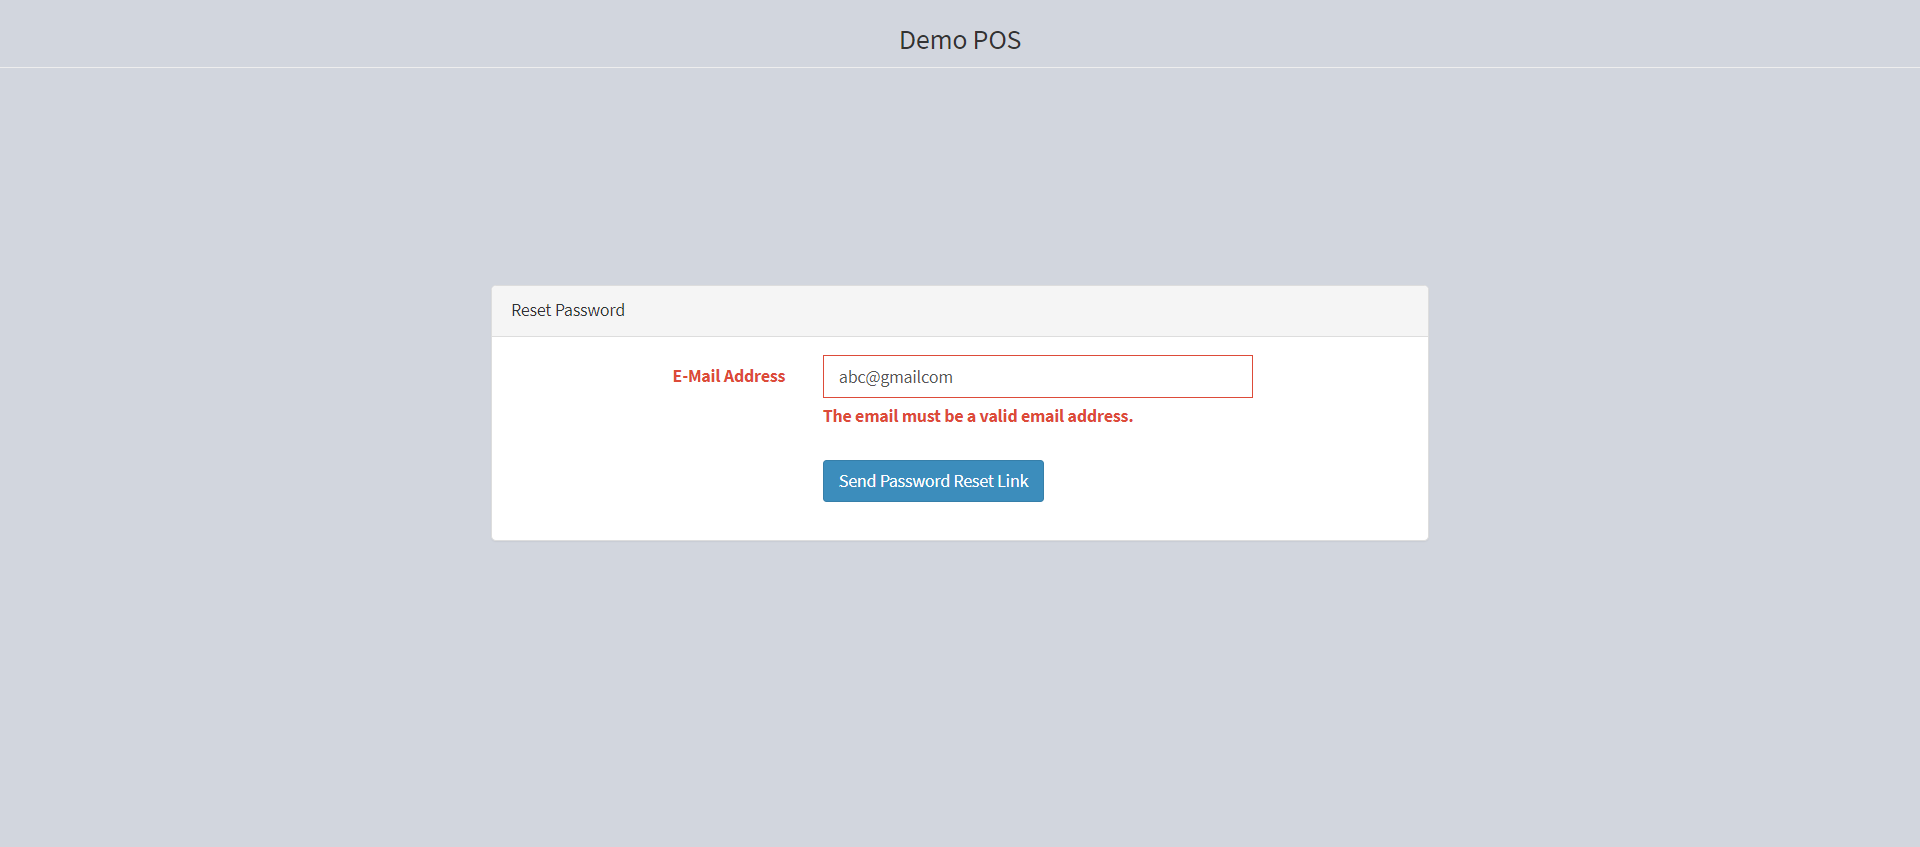 Demo POS
Reset Password
E-Mail Address
abc@gmailcom
The email must be a valid email address.
Send Password Reset Link